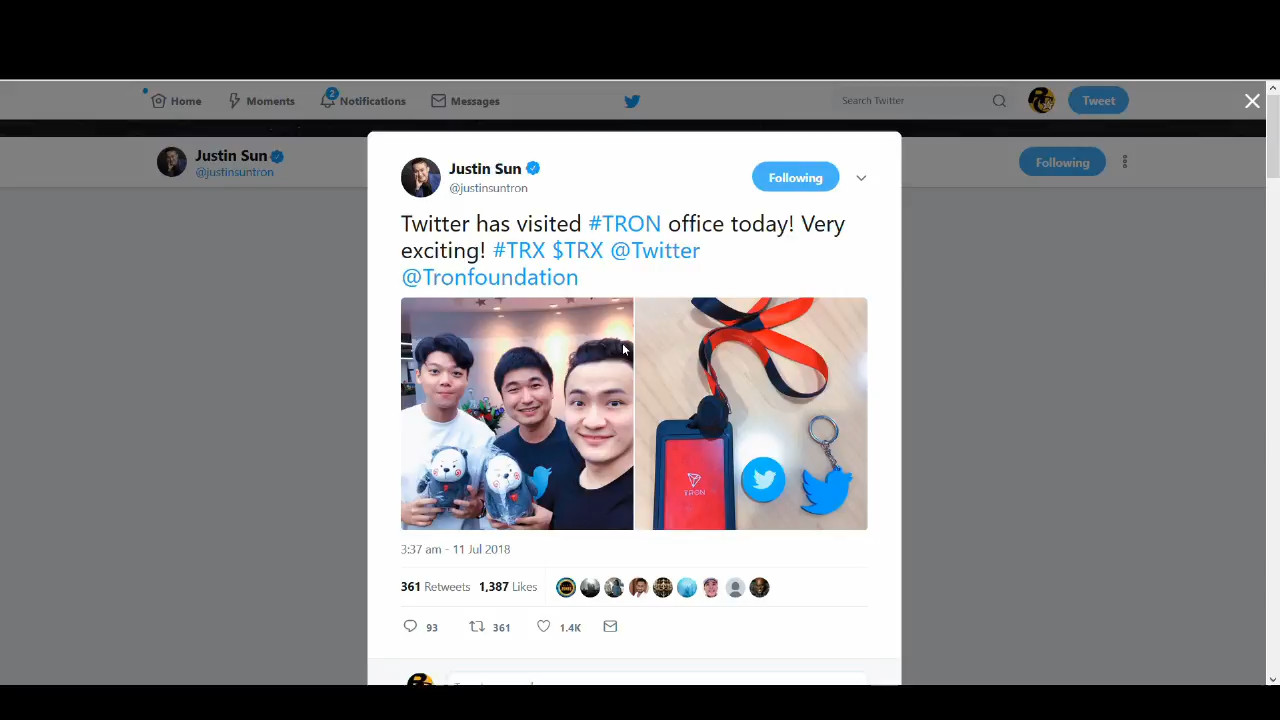 Home
Moments
2
Notifications
Messages
Search Twitter
Tweet
Justin Sun
@justinsuntron
Following
Justin Sun
@justinsuntron
Following
Twitter has visited #TRON office today! Very
exciting! #TRX $TRX @Twitter
@Tronfoundation
TRON
3:37 am - 11 Jul 2018
361 Retweets 1,387 Likes
93
361
1.4K